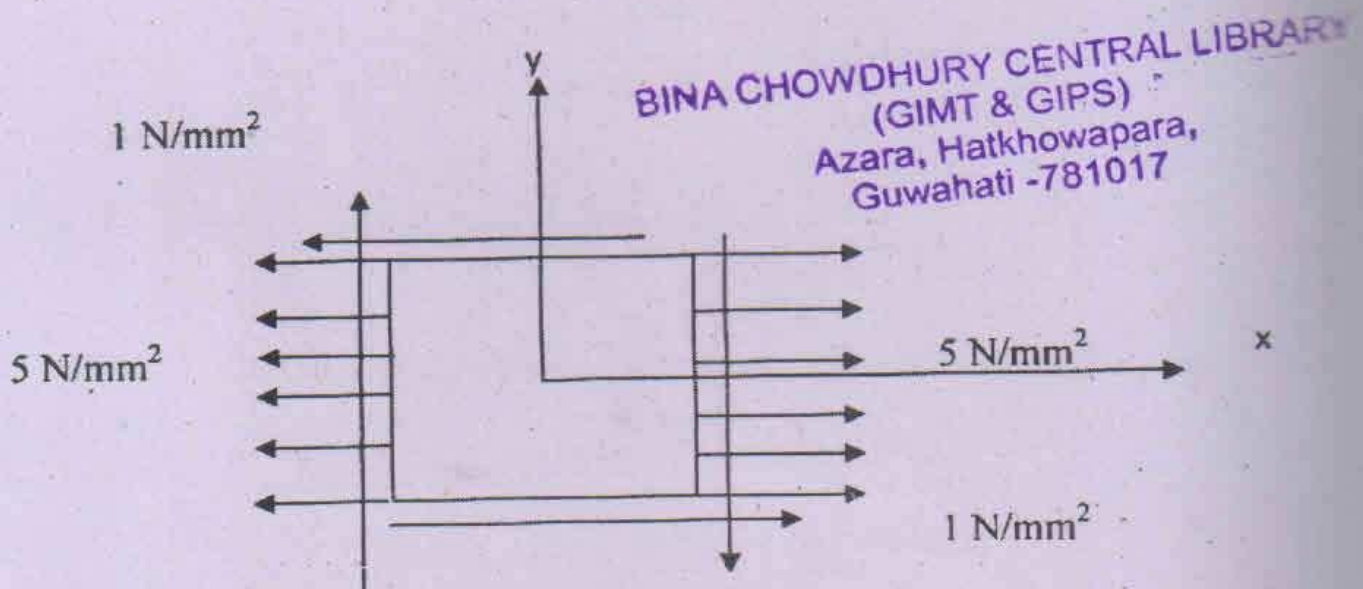 y
BINA CHOWDHURY CENTRAL LIBRARY
(GIMT & GIPS)
Azara, Hatkhowapara,
Guwahati -781017
1 N/mm²
5 N/mm²
5 N/mm²
x
1 N/mm²